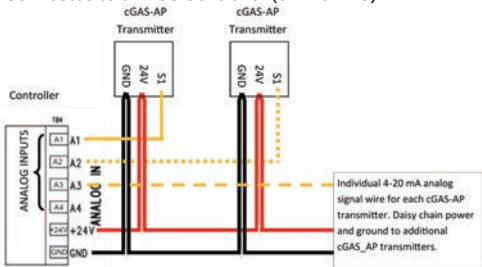 cGAS-AP
Transmitter
cGAS-AP
Transmitter
GND
24V
S1
GND
24V
S1
Controller
TB4
ANALOG INPUTS
A1 A1
A2 A2
A3 A3
A4 A4
+24V +24V
GND GND
ANALOG IN
Individual 4-20 mA analog
signal wire for each cGAS-AP
transmitter. Daisy chain power
and ground to additional
cGAS_AP transmitters.